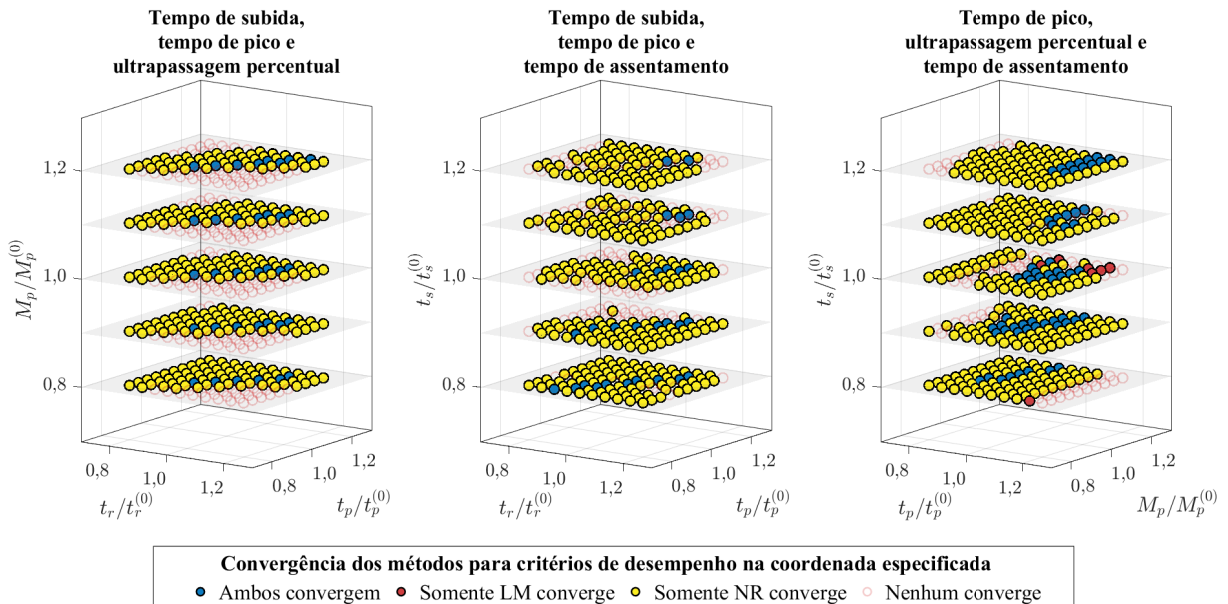 Tempo de subida,
tempo de pico e
ultrapassagem percentual
1,2
1,0
0,8
M_p/M_p^{(0)}
0,8
1,0
1,2
t_r/t_r^{(0)}
0,8
1,0
1,2
t_p/t_p^{(0)}
Tempo de subida,
tempo de pico e
tempo de assentamento
1,2
1,0
0,8
t_s/t_s^{(0)}
0,8
1,0
1,2
t_r/t_r^{(0)}
0,8
1,0
1,2
t_p/t_p^{(0)}
Tempo de pico,
ultrapassagem percentual e
tempo de assentamento
1,2
1,0
0,8
t_s/t_s^{(0)}
0,8
1,0
1,2
t_p/t_p^{(0)}
0,8
1,0
1,2
M_p/M_p^{(0)}
Convergência dos métodos para critérios de desempenho na coordenada especificada
Ambos convergem Somente LM converge Somente NR converge Nenhum converge